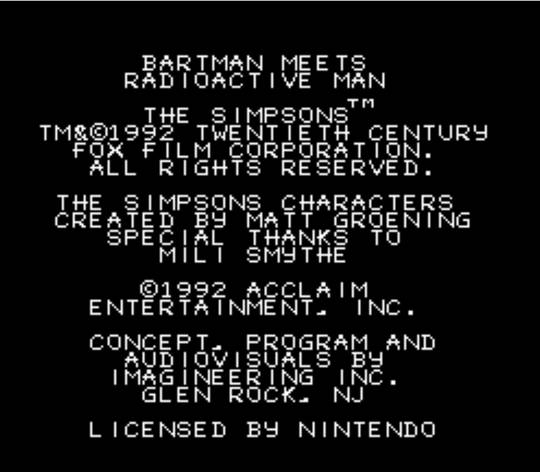 BARTMAN MEETS
RADIOACTIVE MAN
THE SIMPSONS™
TM&©1992 TWENTIETH CENTURY
FOX FILM CORPORATION.
ALL RIGHTS RESERVED.
THE SIMPSONS CHARACTERS
CREATED BY MATT GROENING
SPECIAL THANKS TO
MILI SMYTHE
©1992 ACCLAIM
ENTERTAINMENT, INC.
CONCEPT, PROGRAM AND
AUDIOVISUALS BY
IMAGINEERING INC.
GLEN ROCK, NJ
LICENSED BY NINTENDO